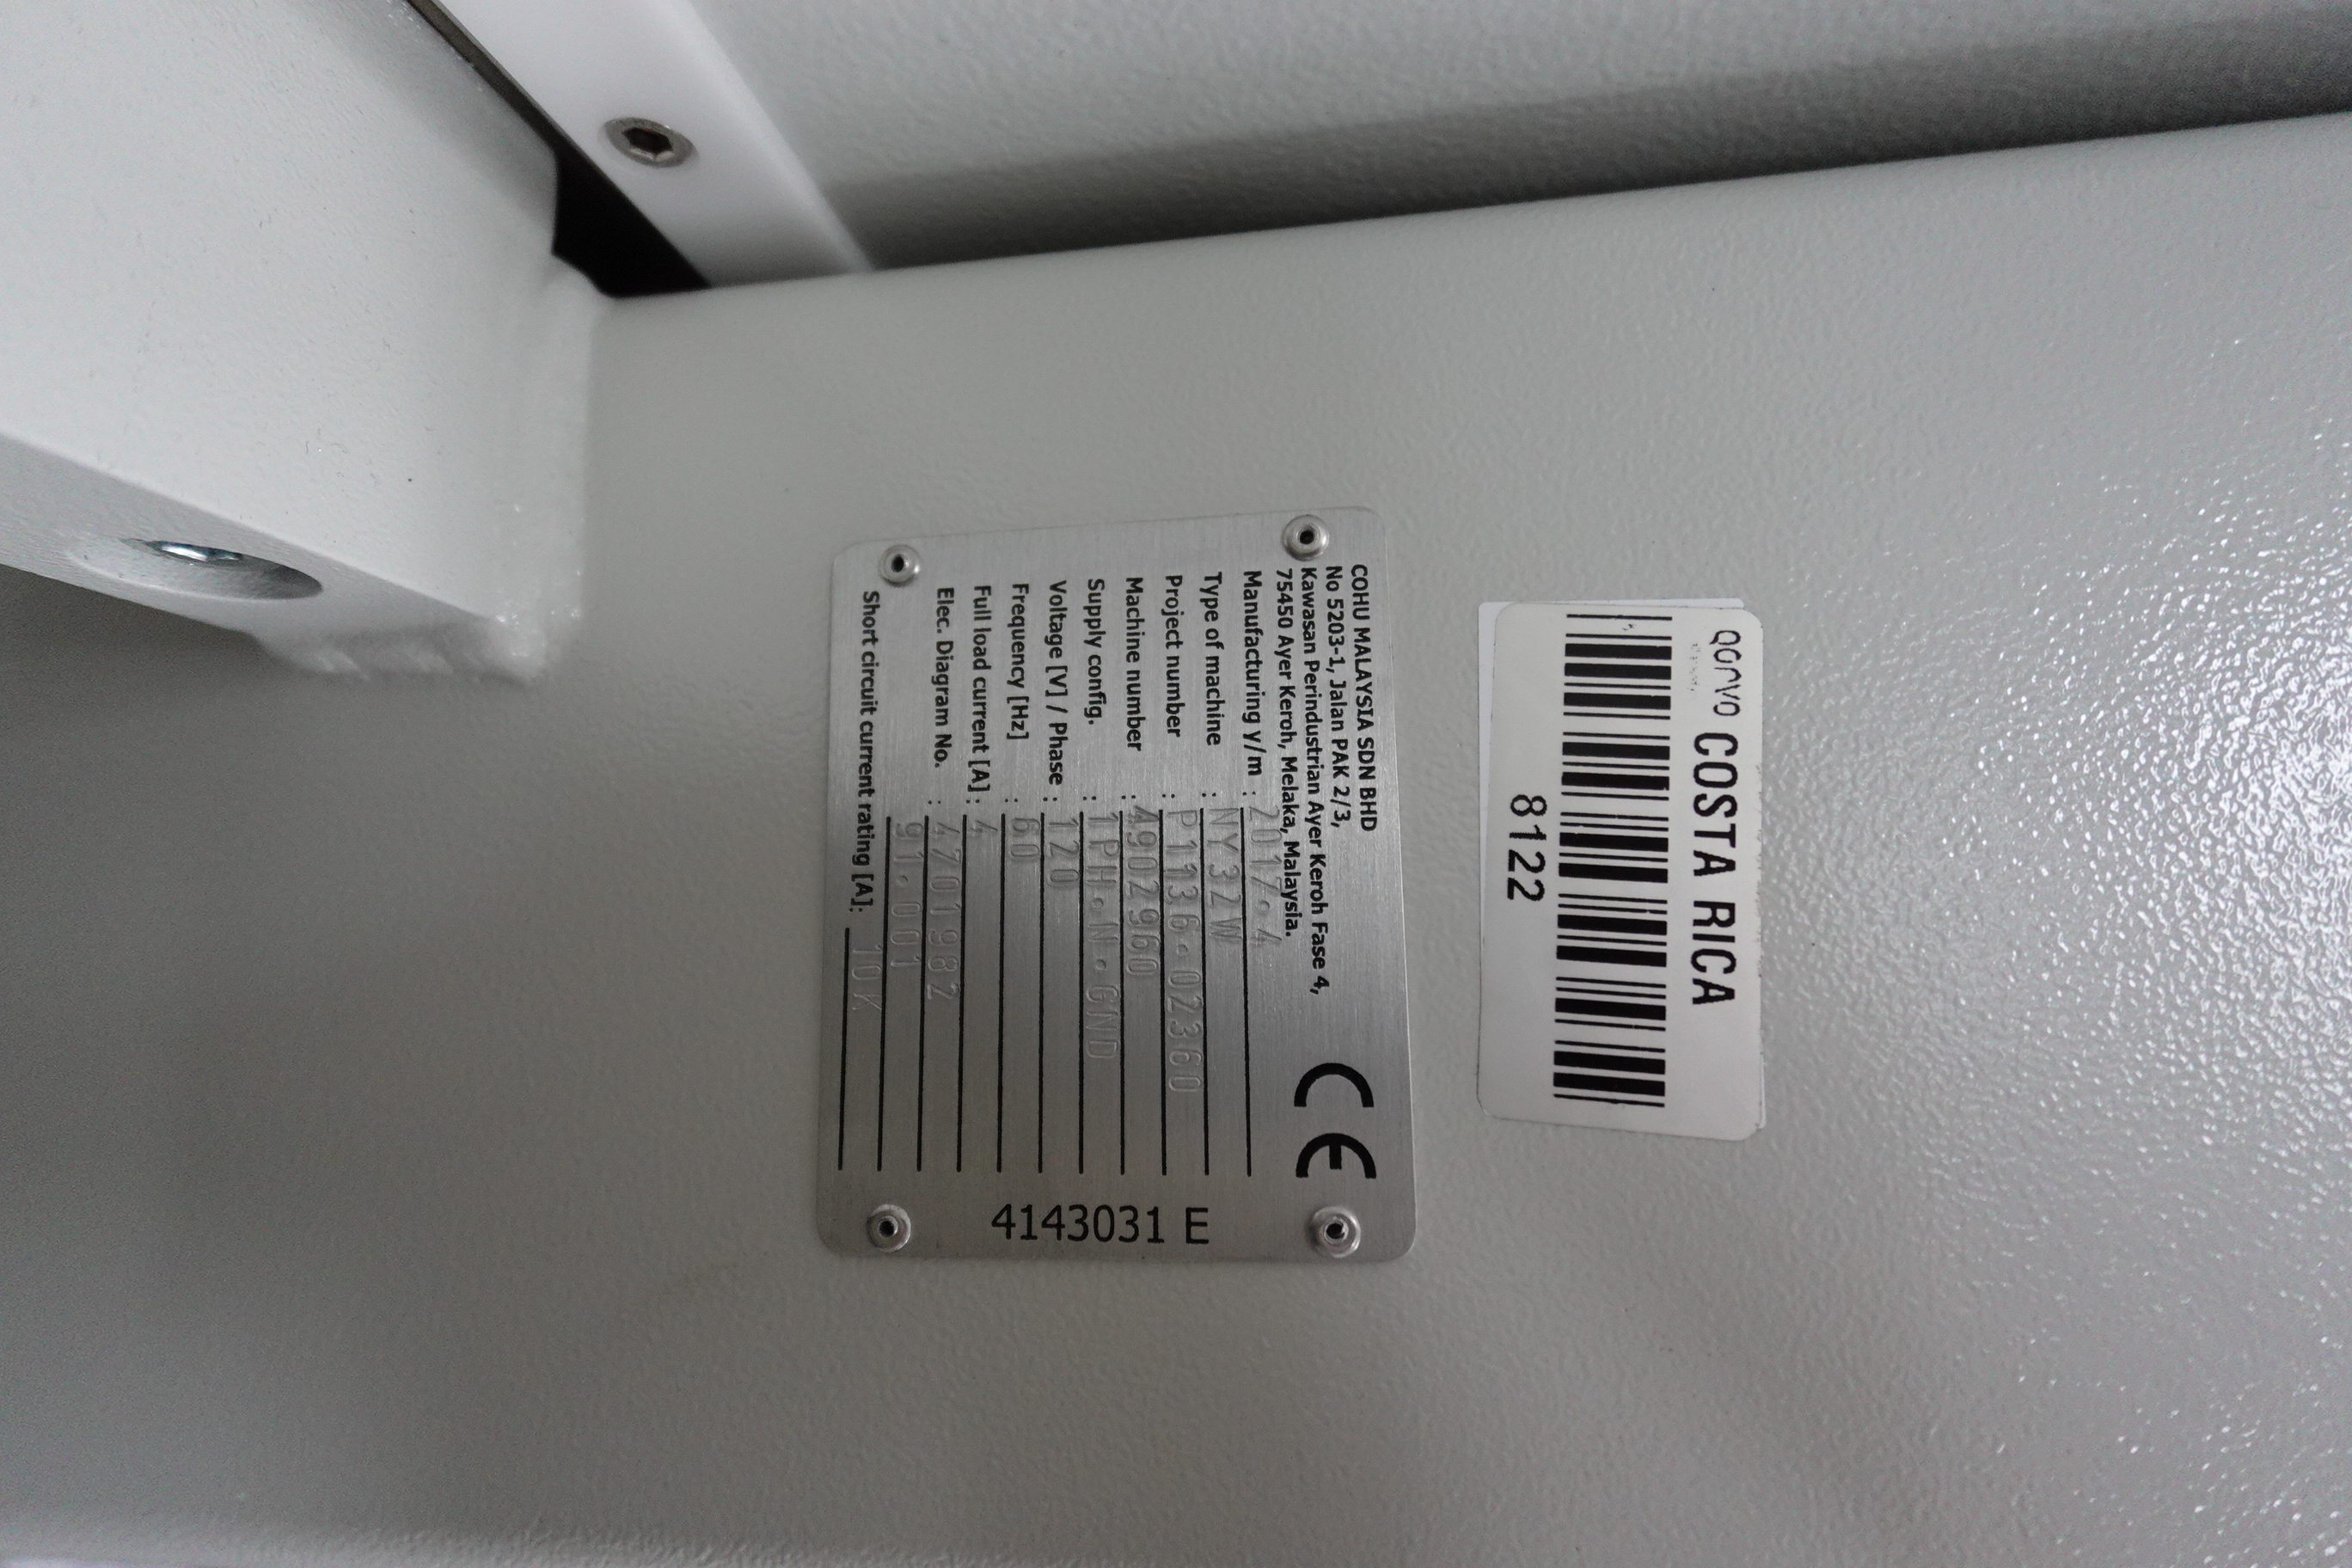 COHU MALAYSIA SDN BHD
No 5203-1, Jalan PAK 2/3,
Kawasan Perindustrian Ayer Keroh Fase 4,
75450 Ayer Keroh, Melaka, Malaysia.
CE
Manufacturing y/m : 2017.4
Type of machine : NY32W
Project number : P1136.02360
Machine number : 4902960
Supply config. : 1PH.N.GND
Voltage [V] / Phase : 120
Frequency [Hz] : 60
Full load current [A] : 4
Elec. Diagram No. : 4701982
91.001
Short circuit current rating [A]. 10K
4143031 E
QORVO COSTA RICA
8122